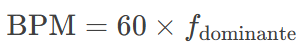 BPM = 60 × f_dominante